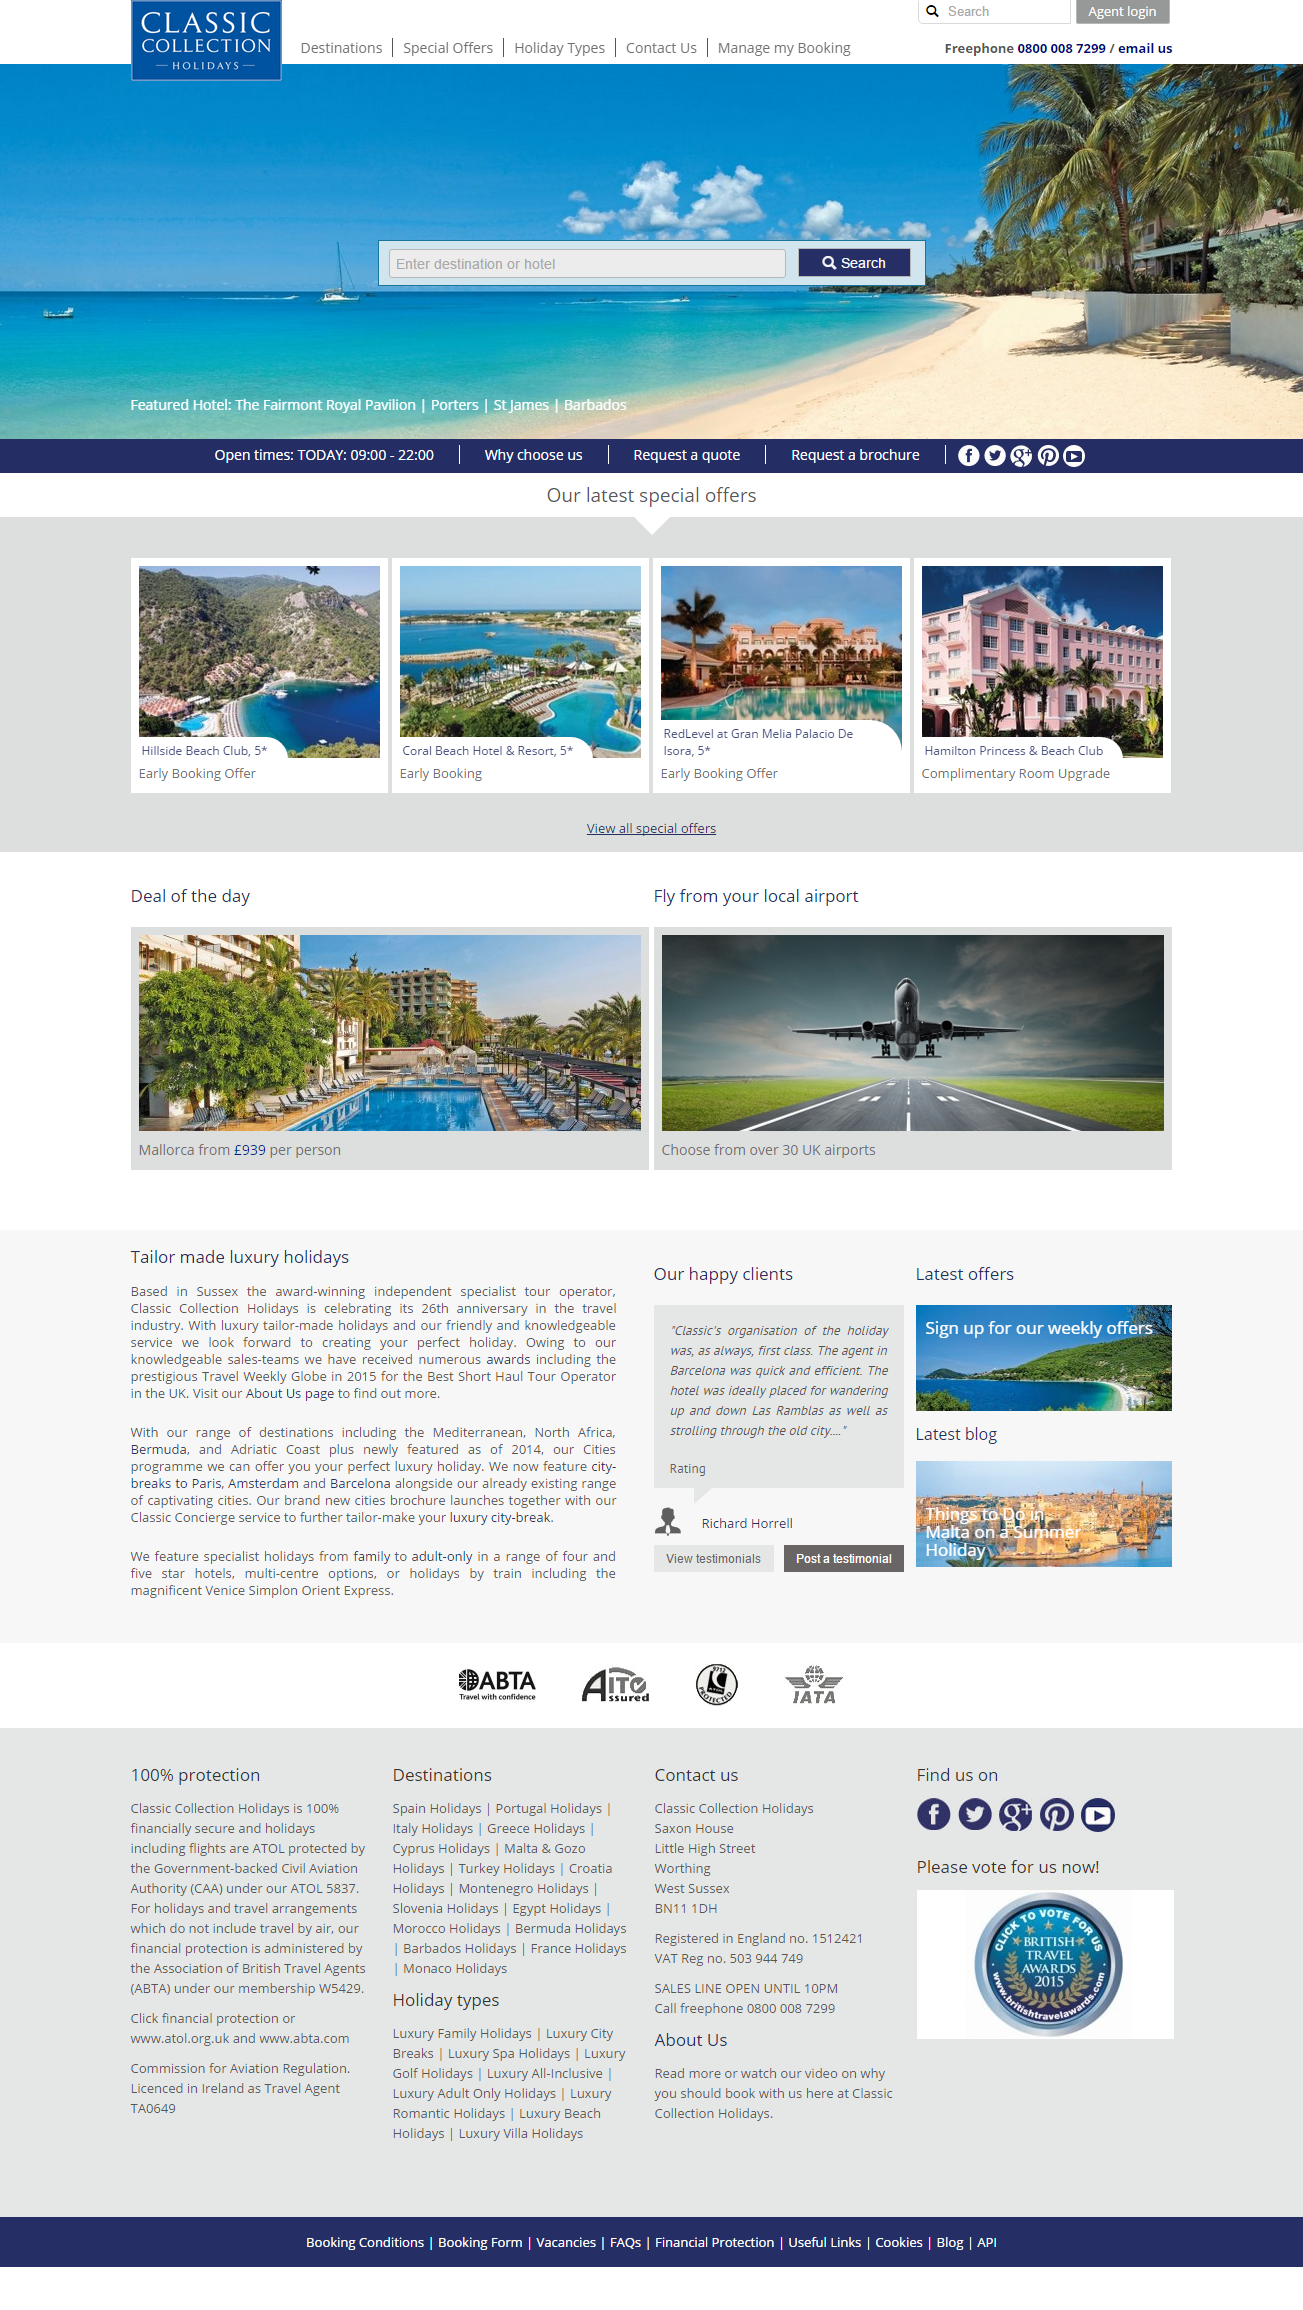 CLASSIC
COLLECTION
HOLIDAYS
Search
Agent login
Destinations
Special Offers
Holiday Types
Contact Us
Manage my Booking
Freephone 0800 008 7299 / email us
Enter destination or hotel
Search
Featured Hotel: The Fairmont Royal Pavilion | Porters | St James | Barbados
Open times: TODAY: 09:00 - 22:00
Why choose us
Request a quote
Request a brochure
Our latest special offers
Hillside Beach Club, 5*
Early Booking Offer
Coral Beach Hotel & Resort, 5*
Early Booking
RedLevel at Gran Melia Palacio De
Isora, 5*
Early Booking Offer
Hamilton Princess & Beach Club
Complimentary Room Upgrade
View all special offers
Deal of the day
Mallorca from £939 per person
Fly from your local airport
Choose from over 30 UK airports
Tailor made luxury holidays
Based in Sussex the award-winning independent specialist tour operator,
Classic Collection Holidays is celebrating its 26th anniversary in the travel
industry. With luxury tailor-made holidays and our friendly and knowledgeable
service we look forward to creating your perfect holiday. Owing to our
knowledgeable sales-teams we have received numerous awards including the
prestigious Travel Weekly Globe in 2015 for the Best Short Haul Tour Operator
in the UK. Visit our About Us page to find out more.
With our range of destinations including the Mediterranean, North Africa,
Bermuda, and Adriatic Coast plus newly featured as of 2014, our Cities
programme we can offer you your perfect luxury holiday. We now feature city-
breaks to Paris, Amsterdam and Barcelona alongside our already existing range
of captivating cities. Our brand new cities brochure launches together with our
Classic Concierge service to further tailor-make your luxury city-break.
We feature specialist holidays from family to adult-only in a range of four and
five star hotels, multi-centre options, or holidays by train including the
magnificent Venice Simplon Orient Express.
Our happy clients
"Classic's organisation of the holiday
was, as always, first class. The agent in
Barcelona was quick and efficient. The
hotel was ideally placed for wandering
up and down Las Ramblas as well as
strolling through the old city...."
Rating
Richard Horrell
View testimonials
Post a testimonial
Latest offers
Sign up for our weekly offers
Latest blog
Things to Do in
Malta on a Summer
Holiday
ABTA
Travel with confidence
AITO
ssured
PROTECTED
IATA
100% protection
Classic Collection Holidays is 100%
financially secure and holidays
including flights are ATOL protected by
the Government-backed Civil Aviation
Authority (CAA) under our ATOL 5837.
For holidays and travel arrangements
which do not include travel by air, our
financial protection is administered by
the Association of British Travel Agents
(ABTA) under our membership W5429.
Click financial protection or
www.atol.org.uk and www.abta.com
Commission for Aviation Regulation.
Licenced in Ireland as Travel Agent
TA0649
Destinations
Spain Holidays | Portugal Holidays |
Italy Holidays | Greece Holidays |
Cyprus Holidays | Malta & Gozo
Holidays | Turkey Holidays | Croatia
Holidays | Montenegro Holidays |
Slovenia Holidays | Egypt Holidays |
Morocco Holidays | Bermuda Holidays
| Barbados Holidays | France Holidays
| Monaco Holidays
Holiday types
Luxury Family Holidays | Luxury City
Breaks | Luxury Spa Holidays | Luxury
Golf Holidays | Luxury All-Inclusive |
Luxury Adult Only Holidays | Luxury
Romantic Holidays | Luxury Beach
Holidays | Luxury Villa Holidays
Contact us
Classic Collection Holidays
Saxon House
Little High Street
Worthing
West Sussex
BN11 1DH
Registered in England no. 1512421
VAT Reg no. 503 944 749
SALES LINE OPEN UNTIL 10PM
Call freephone 0800 008 7299
About Us
Read more or watch our video on why
you should book with us here at Classic
Collection Holidays.
Find us on
Please vote for us now!
CLICK TO VOTE FOR US
BRITISH
TRAVEL
AWARDS
2015
www.britishtravelawards.com
Booking Conditions | Booking Form | Vacancies | FAQs | Financial Protection | Useful Links | Cookies | Blog | API